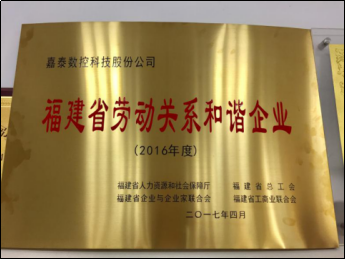 嘉泰数控科技股份公司
福建省劳动关系和谐企业
(2016年度)
福建省人力资源和社会保障厅 福建省总工会
福建省企业与企业家联合会 福建省工商业联合会
二〇一七年四月